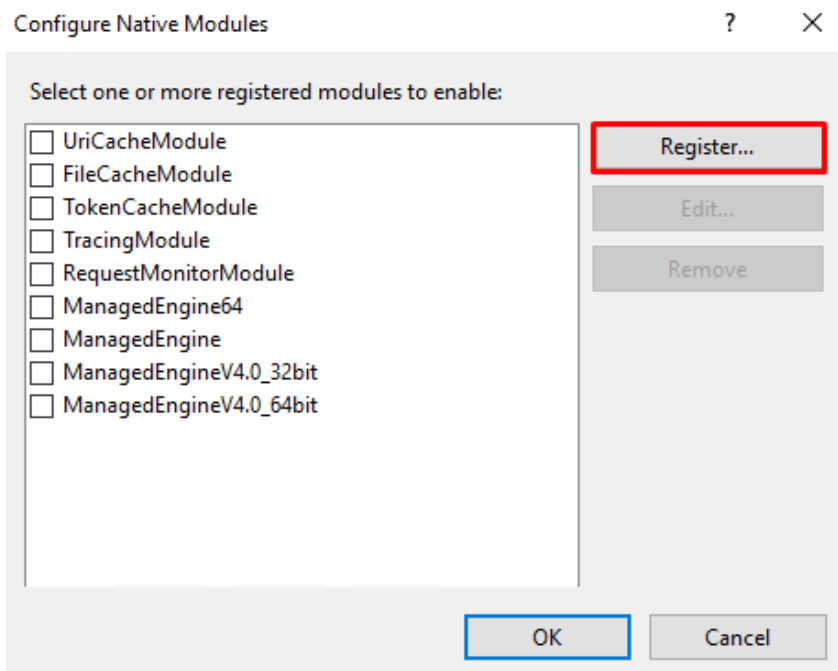 Configure Native Modules
?
Select one or more registered modules to enable:
UriCacheModule
FileCacheModule
TokenCacheModule
TracingModule
RequestMonitorModule
ManagedEngine64
ManagedEngine
ManagedEngineV4.0_32bit
ManagedEngineV4.0_64bit
Register...
Edit...
Remove
OK
Cancel